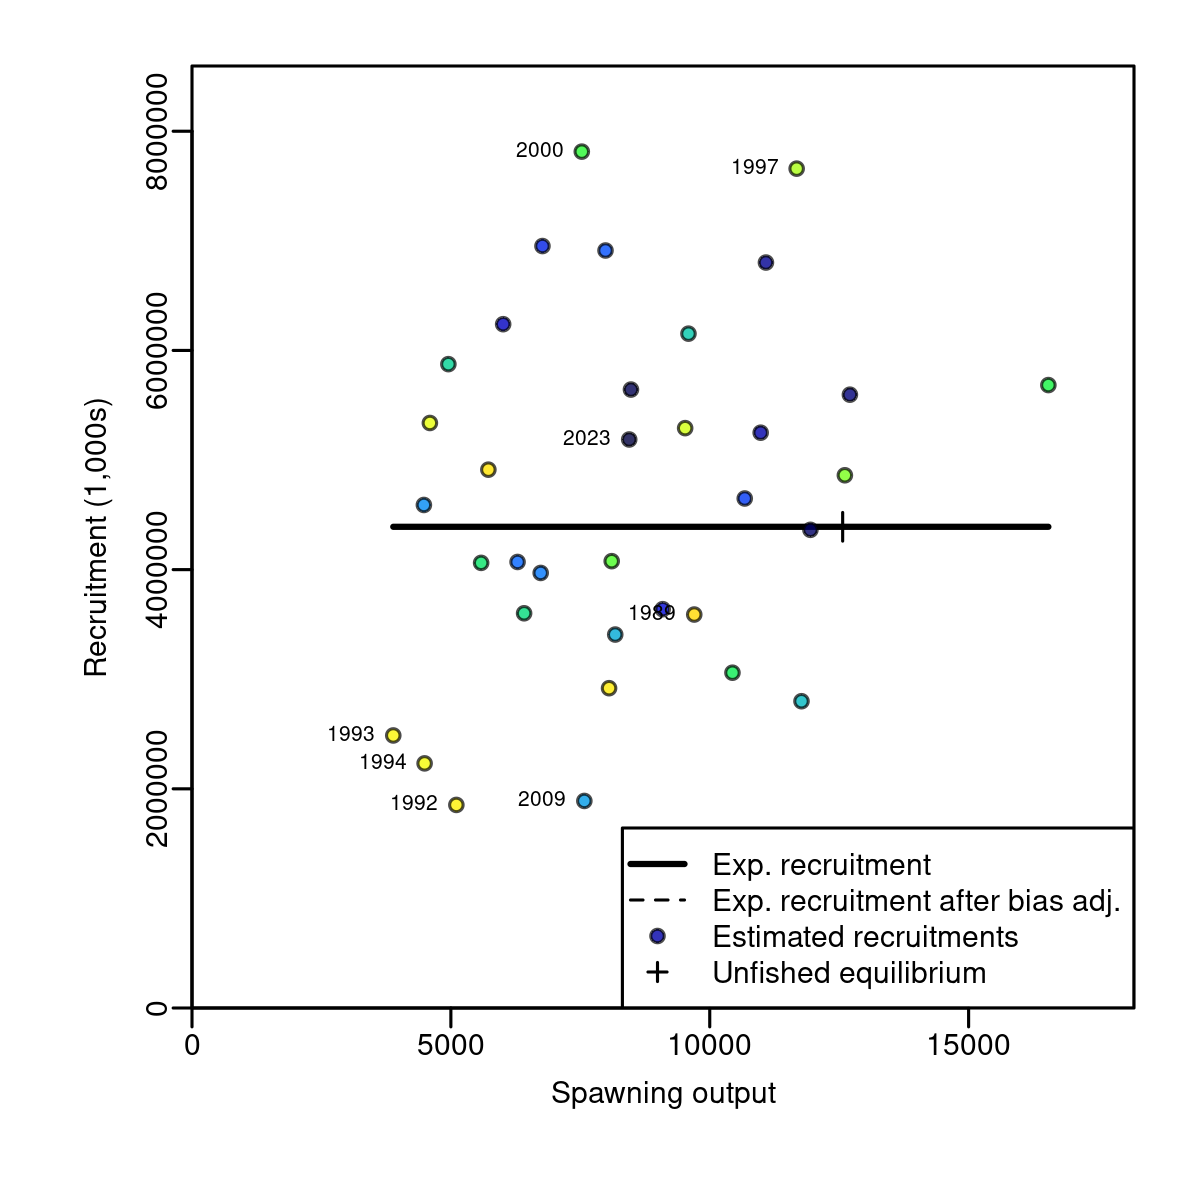 2000
1997
2023
1989
1993
1994
1992
2009
Recruitment (1,000s)
8000000
6000000
4000000
2000000
0
Exp. recruitment
Exp. recruitment after bias adj.
Estimated recruitments
Unfished equilibrium
0 5000 10000 15000
Spawning output